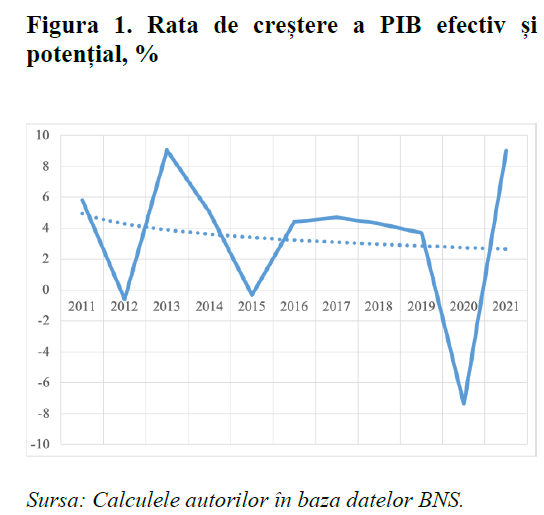 Figura 1. Rata de creștere a PIB efectiv și
potențial, %
10
8
6
4
2
0
2011 2012 2013 2014 2015 2016 2017 2018 2019 2020 2021
-2
-4
-6
-8
-10
Sursa: Calculele autorilor în baza datelor BNS.